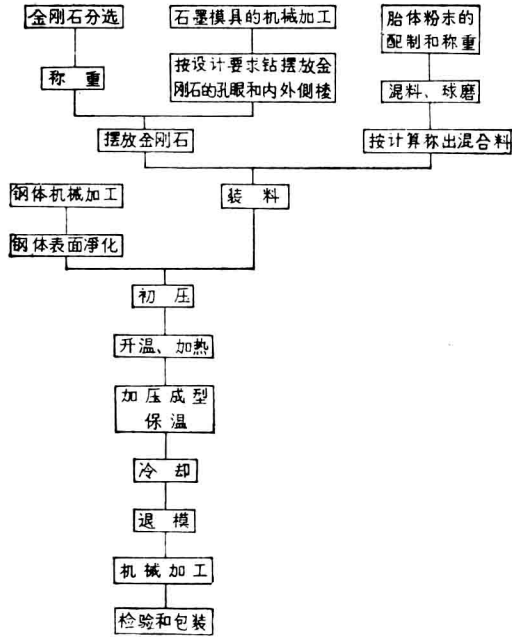 金刚石分选
石墨模具的机械加工
胎体粉末的
配制和称重
称重
按设计要求钻摆放金
刚石的孔眼和内外侧棱
混料、球磨
摆放金刚石
按计算称出混合料
钢体机械加工
装料
钢体表面净化
初压
升温、加热
加压成型
保温
冷却
退模
机械加工
检验和包装